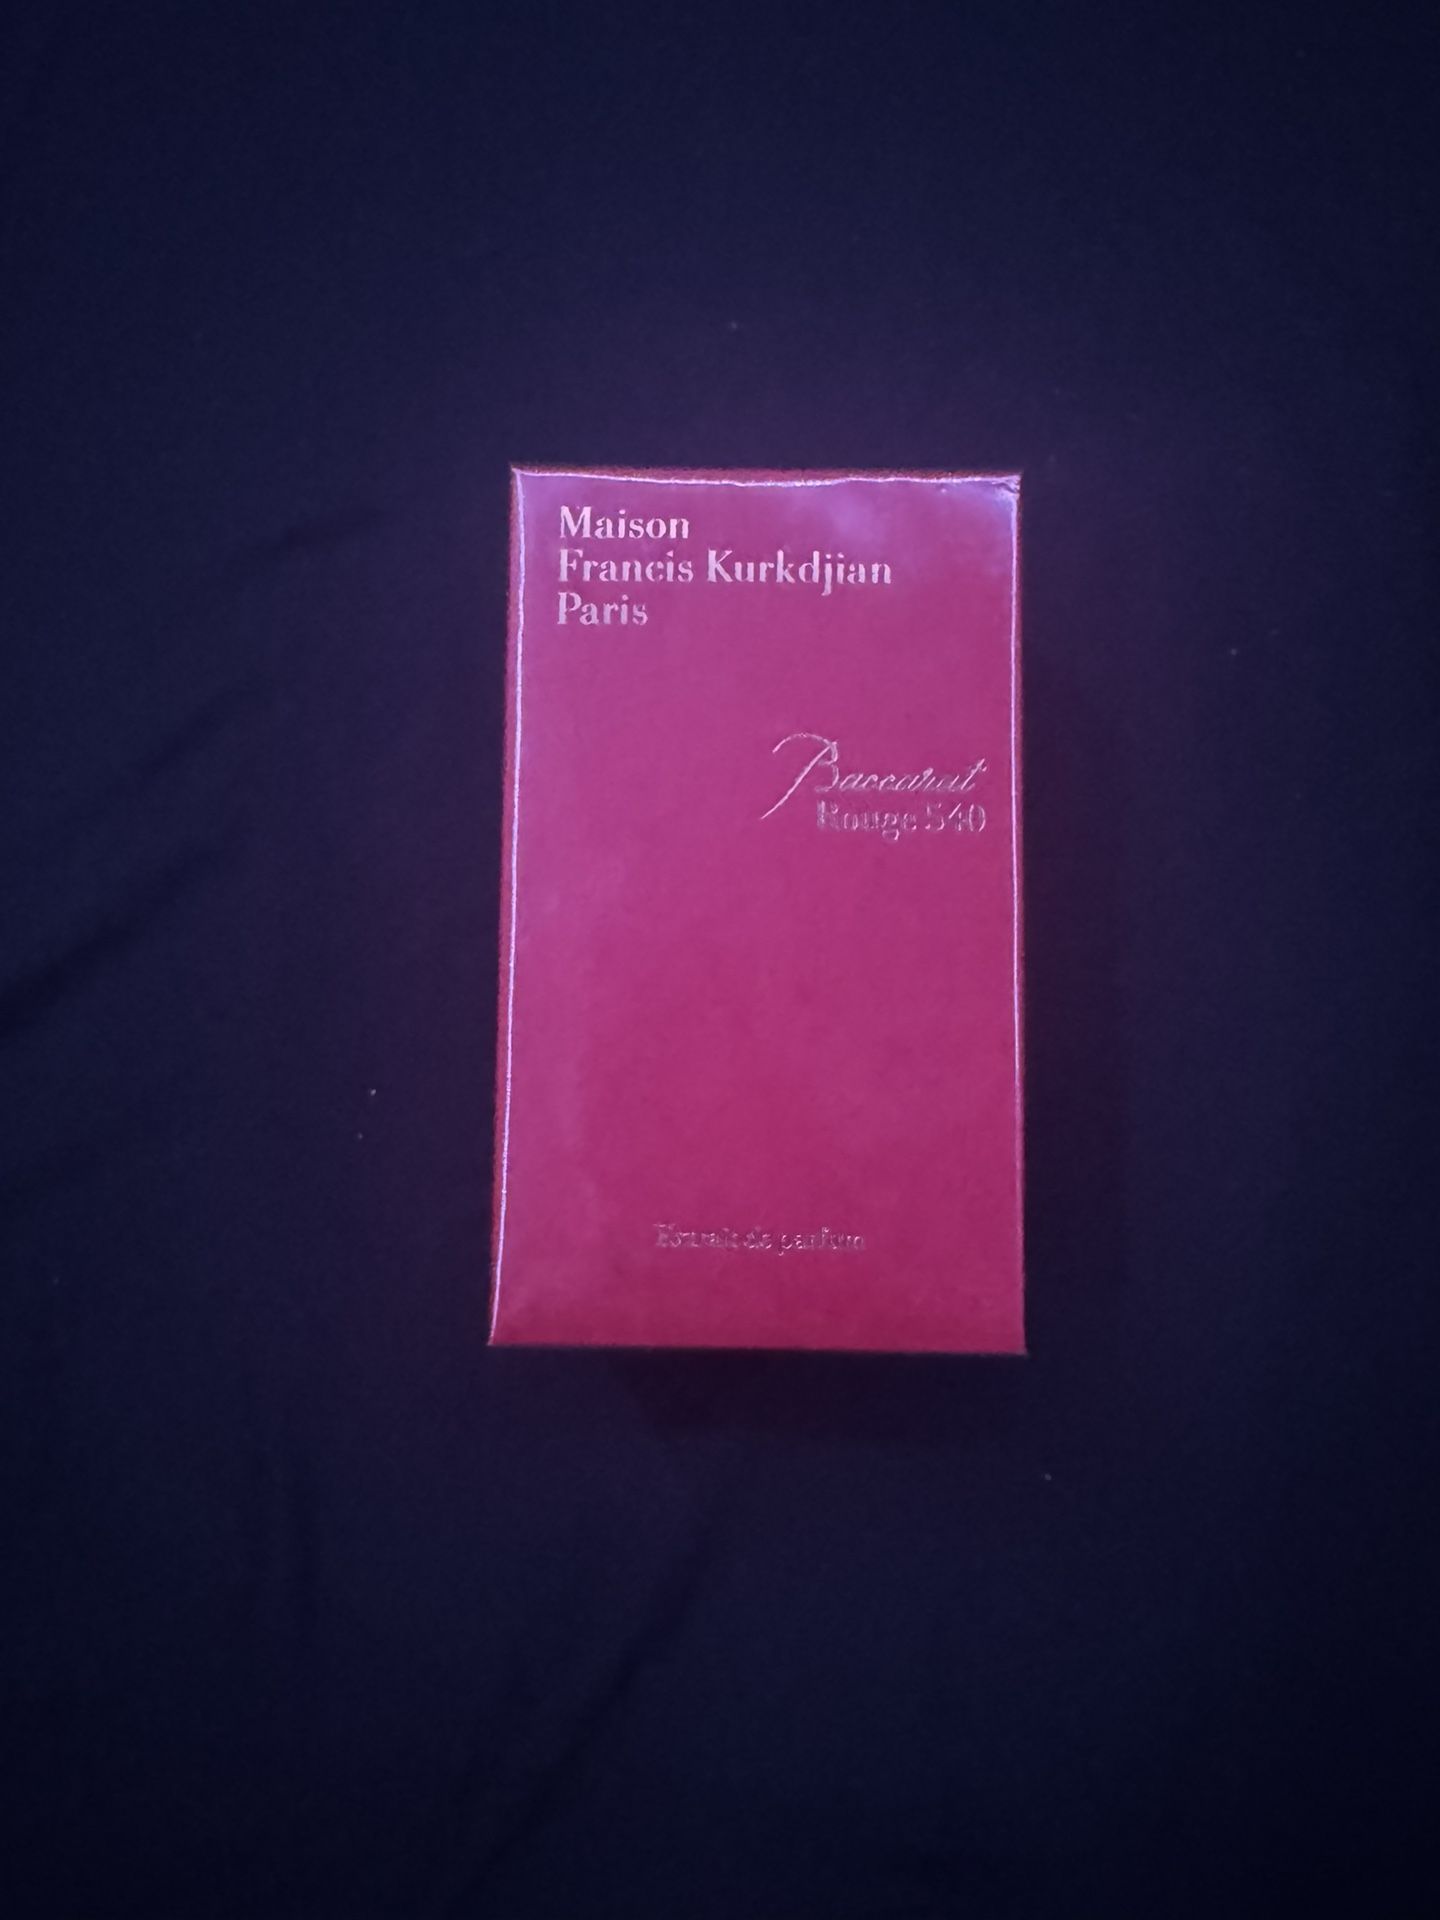 Maison
Francis Kurkdjian
Paris
Baccarat
Rouge 540
Extrait de parfum